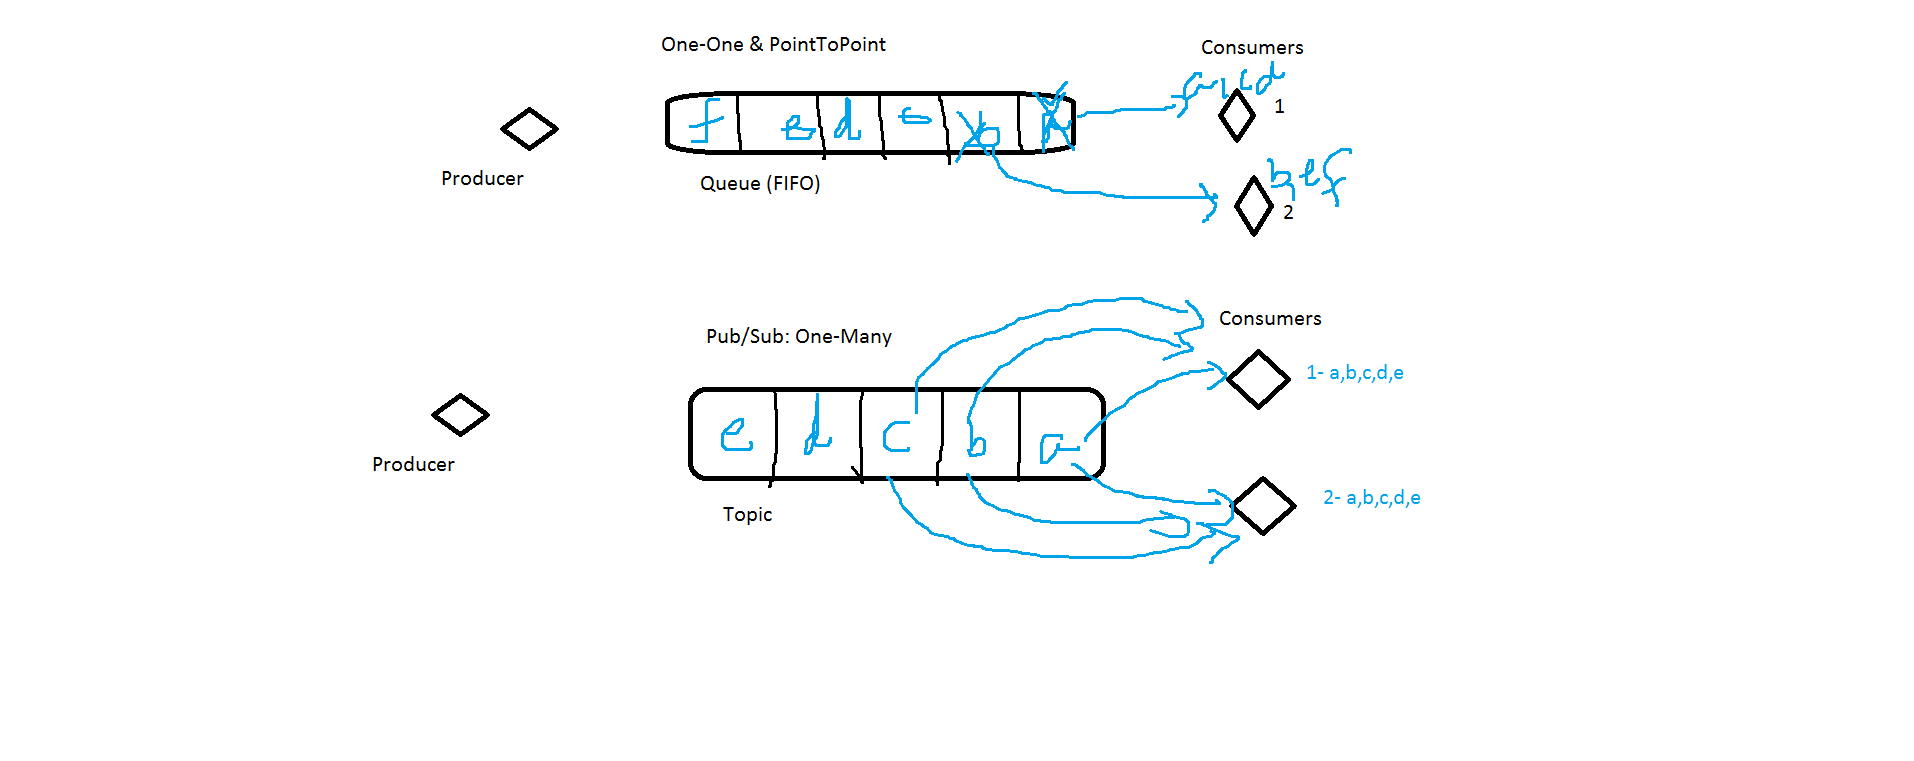 One-One & PointToPoint
Consumers
f e d c b
a,c,d
1
Producer
Queue (FIFO)
b,e f
2
Pub/Sub: One-Many
Consumers
1- a,b,c,d,e
e d c b a
Producer
2- a,b,c,d,e
Topic